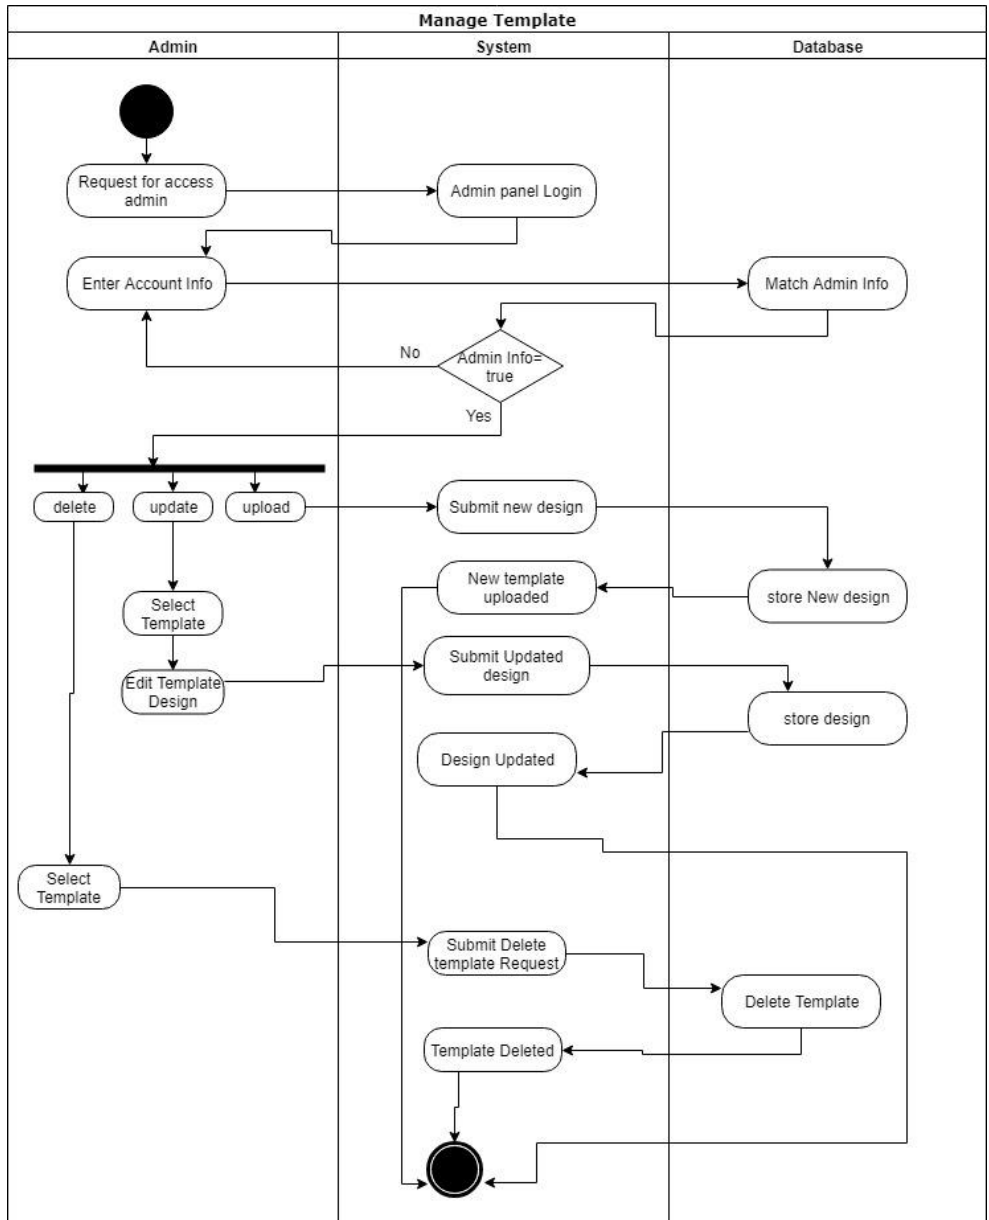 Manage Template
Admin
System
Database
Request for access
admin
Admin panel Login
Enter Account Info
Match Admin Info
No
Admin Info=
true
Yes
delete
update
upload
Submit new design
New template
uploaded
store New design
Select
Template
Submit Updated
design
Edit Template
Design
store design
Design Updated
Select
Template
Submit Delete
template Request
Delete Template
Template Deleted